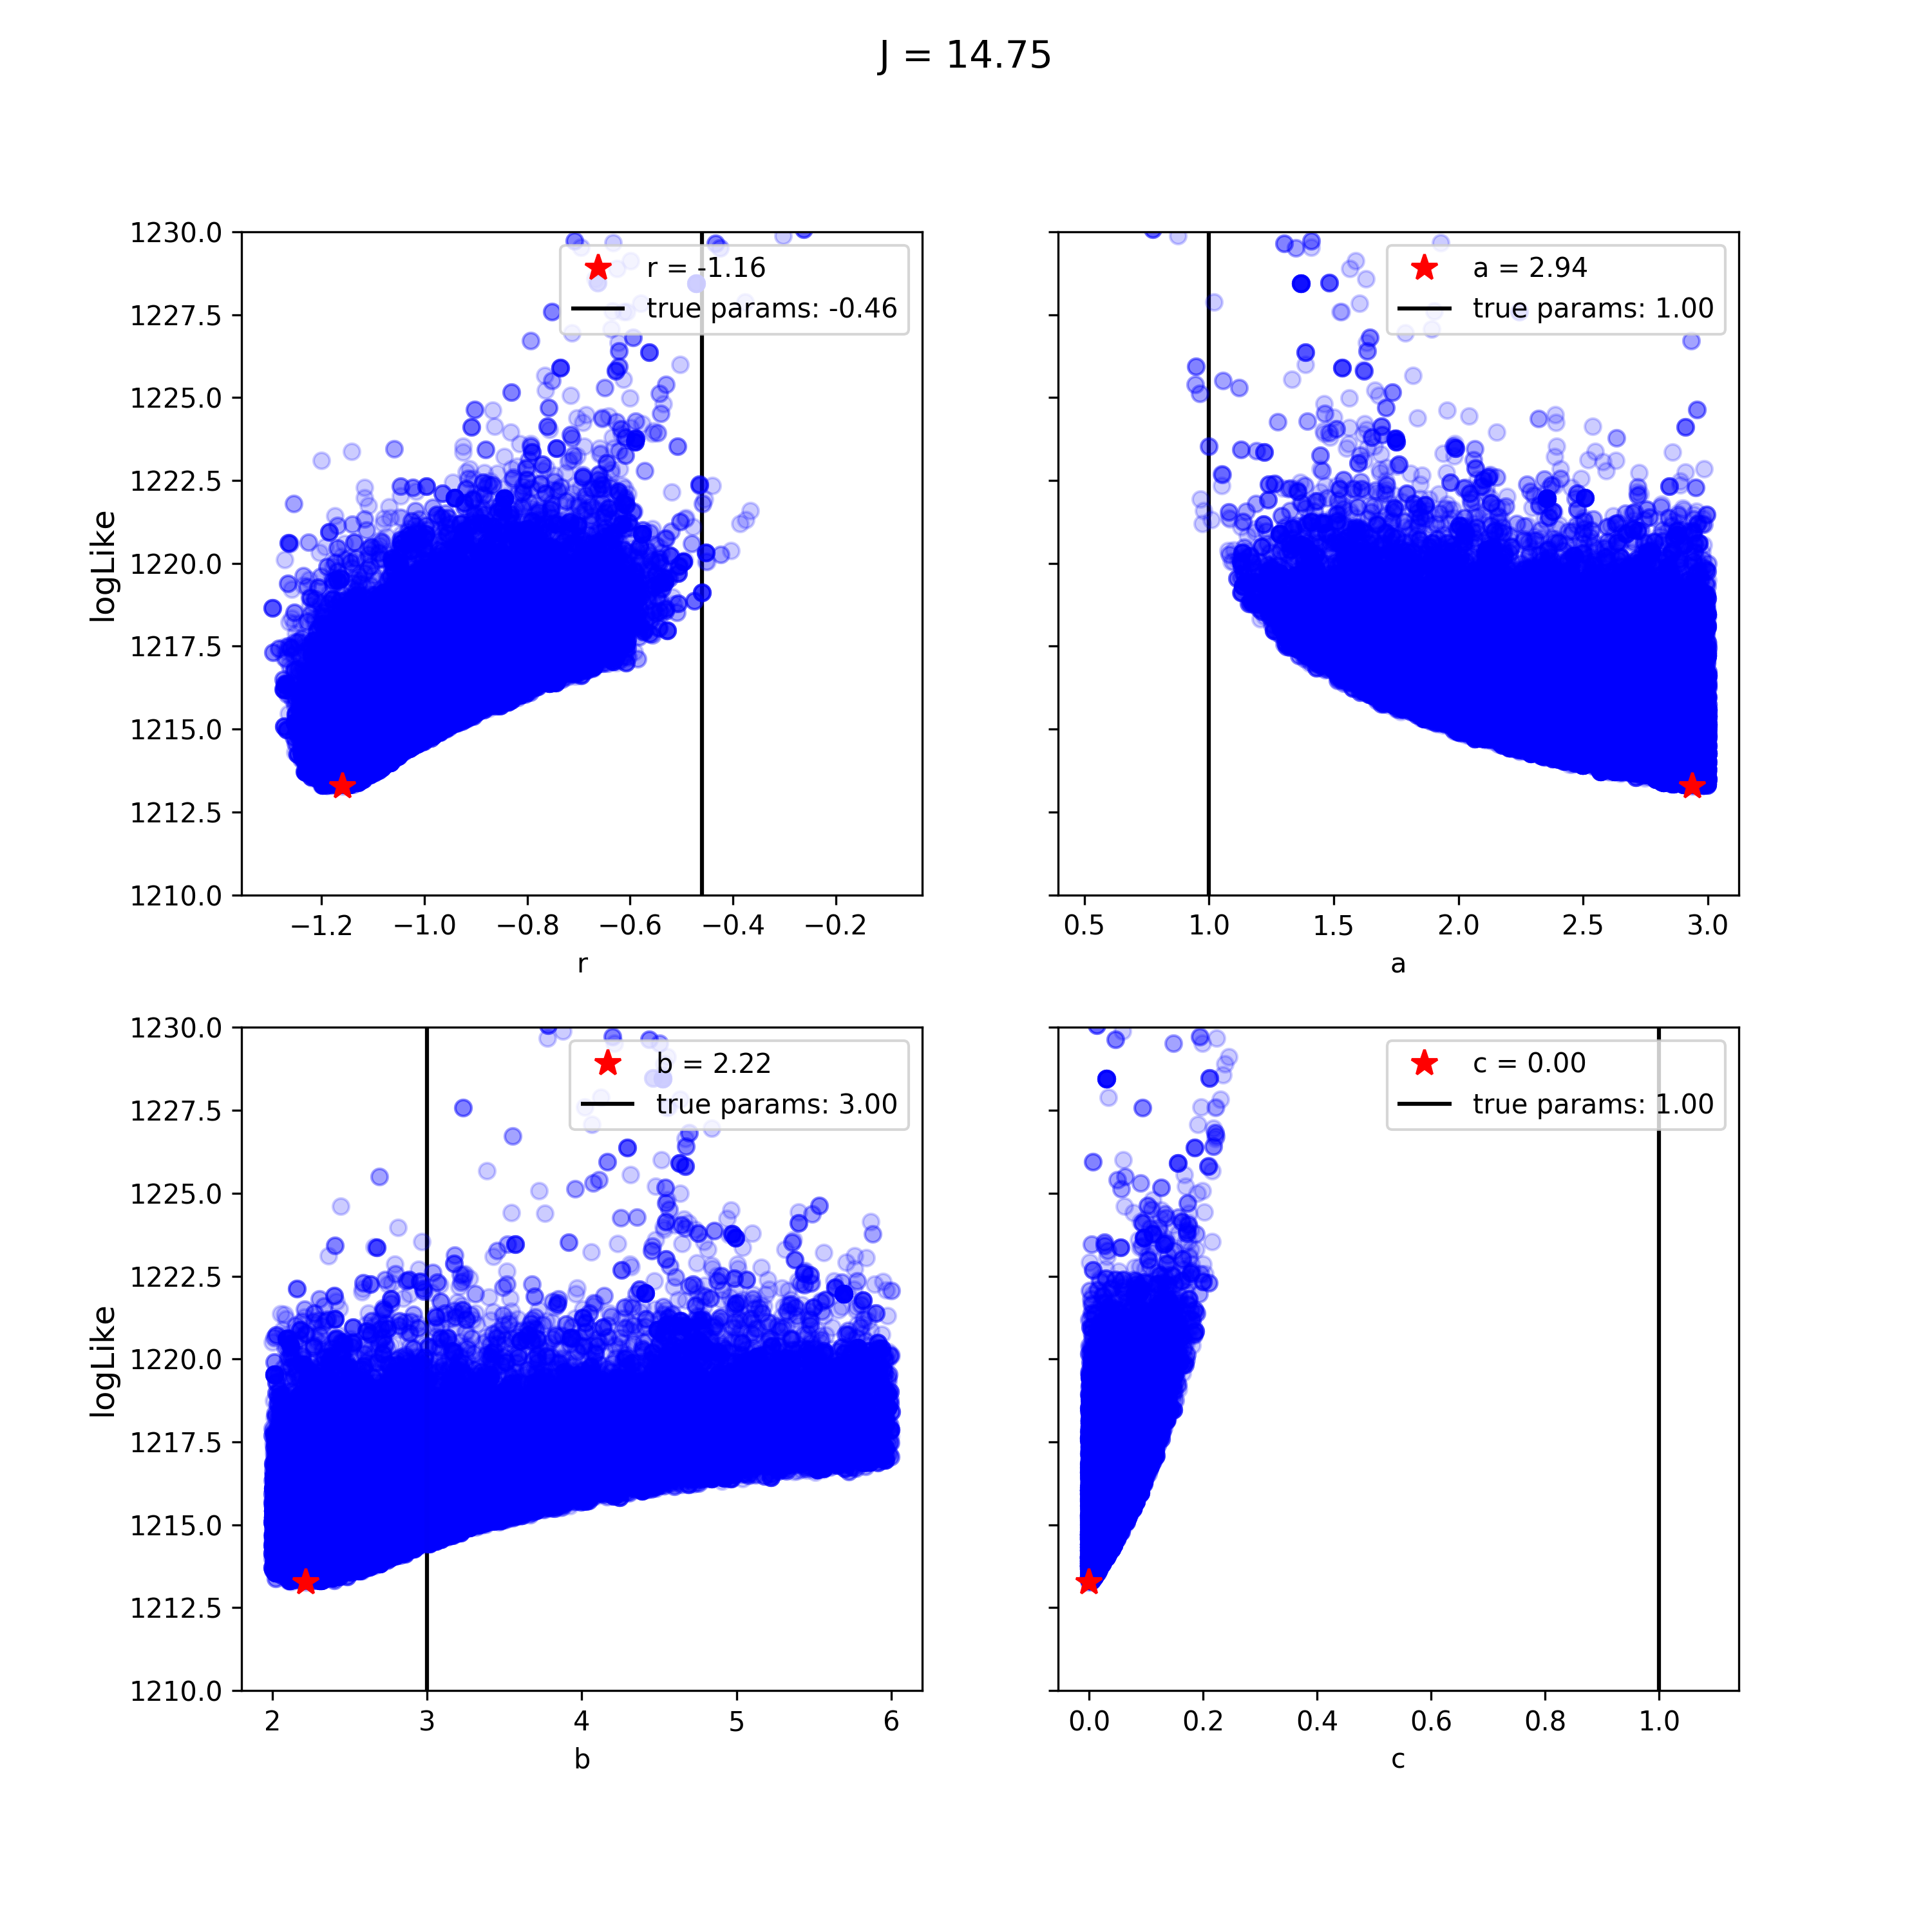 J = 14.75
1230.0
1227.5
1225.0
1222.5
1220.0
1217.5
1215.0
1212.5
1210.0
logLike
r = -1.16
true params: -0.46
−1.2 −1.0 −0.8 −0.6 −0.4 −0.2
r
a = 2.94
true params: 1.00
0.5 1.0 1.5 2.0 2.5 3.0
a
1230.0
1227.5
1225.0
1222.5
1220.0
1217.5
1215.0
1212.5
1210.0
logLike
b = 2.22
true params: 3.00
2 3 4 5 6
b
c = 0.00
true params: 1.00
0.0 0.2 0.4 0.6 0.8 1.0
c